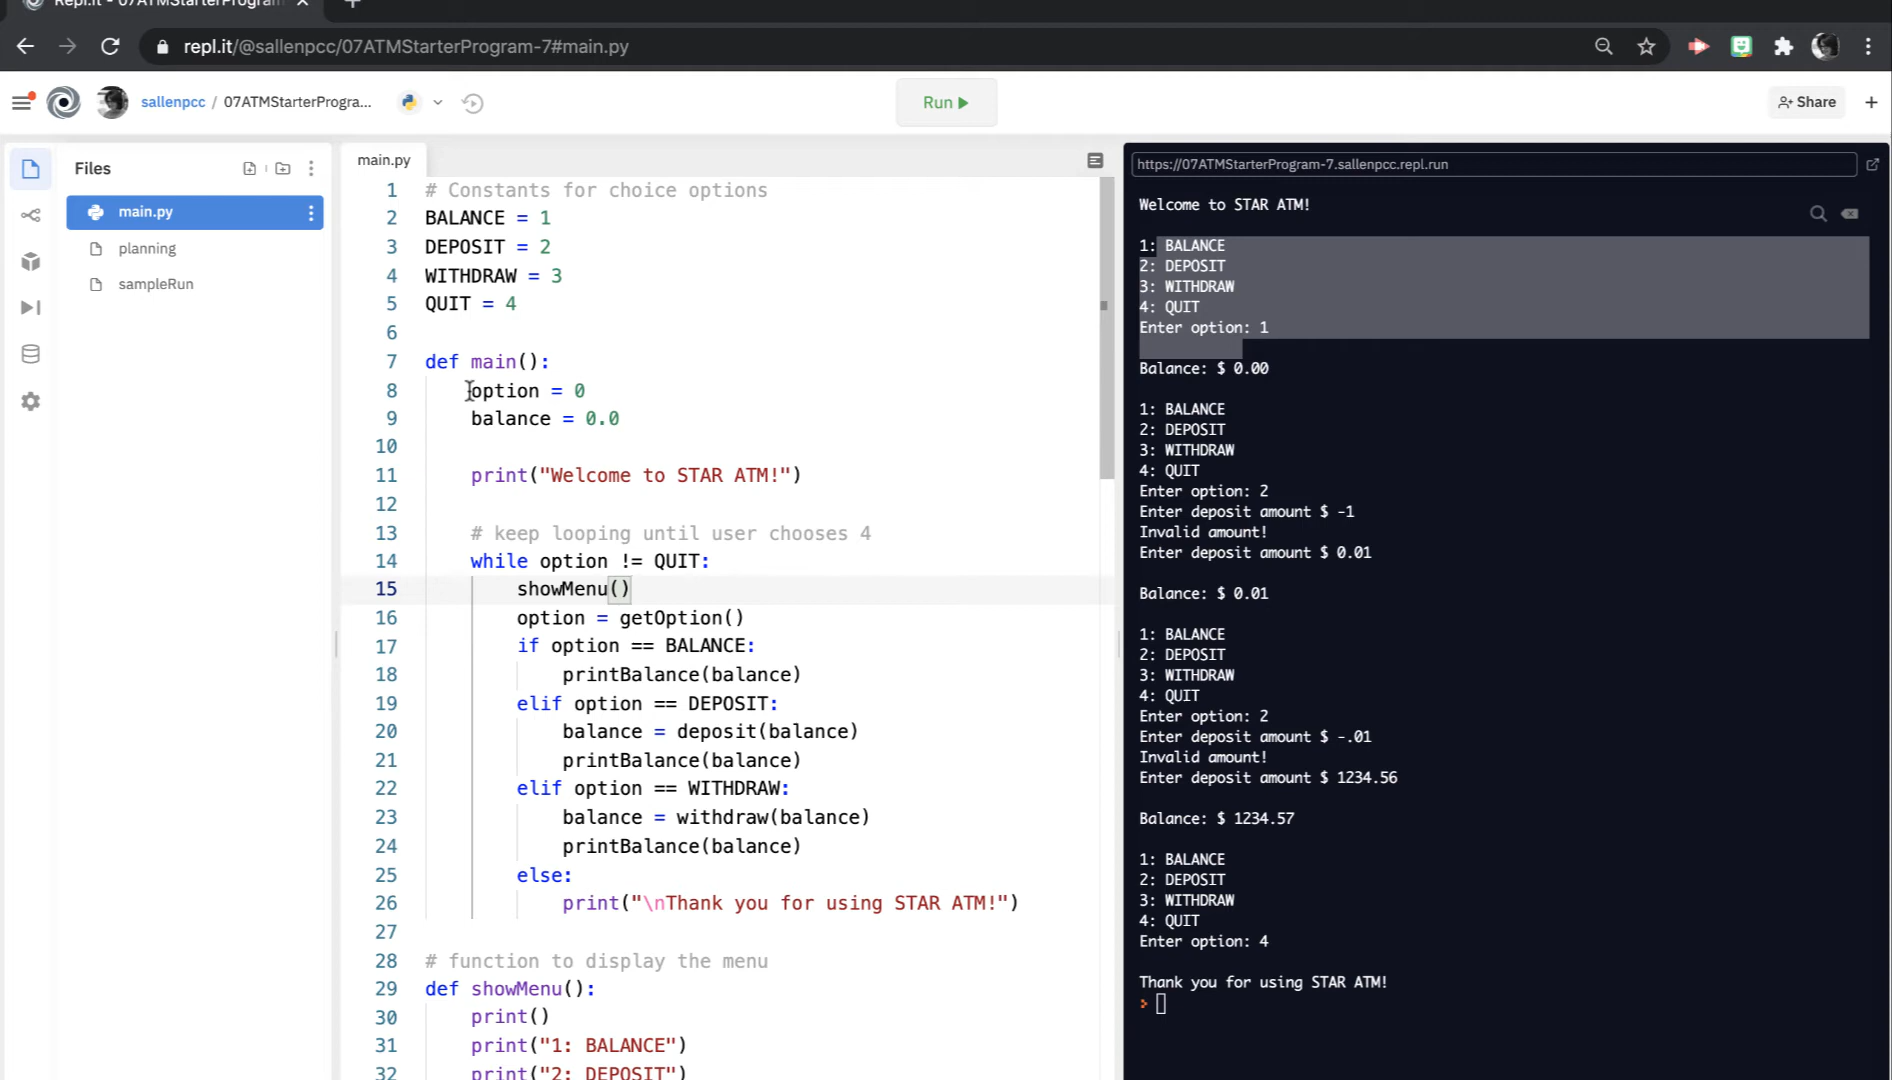 Repl.it - 07ATMStarterProgram
repl.it/@sallenpcc/07ATMStarterProgram-7#main.py
sallenpcc / 07ATMStarterProgra...
Run
Share
Files
main.py
planning
sampleRun
main.py
1 # Constants for choice options
2 BALANCE = 1
3 DEPOSIT = 2
4 WITHDRAW = 3
5 QUIT = 4
6
7 def main():
8 option = 0
9 balance = 0.0
10
11 print("Welcome to STAR ATM!")
12
13 # keep looping until user chooses 4
14 while option != QUIT:
15 showMenu()
16 option = getOption()
17 if option == BALANCE:
18 printBalance(balance)
19 elif option == DEPOSIT:
20 balance = deposit(balance)
21 printBalance(balance)
22 elif option == WITHDRAW:
23 balance = withdraw(balance)
24 printBalance(balance)
25 else:
26 print("\nThank you for using STAR ATM!")
27
28 # function to display the menu
29 def showMenu():
30 print()
31 print("1: BALANCE")
32 print("2: DEPOSIT")
https://07ATMStarterProgram-7.sallenpcc.repl.run
Welcome to STAR ATM!
1: BALANCE
2: DEPOSIT
3: WITHDRAW
4: QUIT
Enter option: 1
Balance: $ 0.00
1: BALANCE
2: DEPOSIT
3: WITHDRAW
4: QUIT
Enter option: 2
Enter deposit amount $ -1
Invalid amount!
Enter deposit amount $ 0.01
Balance: $ 0.01
1: BALANCE
2: DEPOSIT
3: WITHDRAW
4: QUIT
Enter option: 2
Enter deposit amount $ -.01
Invalid amount!
Enter deposit amount $ 1234.56
Balance: $ 1234.57
1: BALANCE
2: DEPOSIT
3: WITHDRAW
4: QUIT
Enter option: 4
Thank you for using STAR ATM!